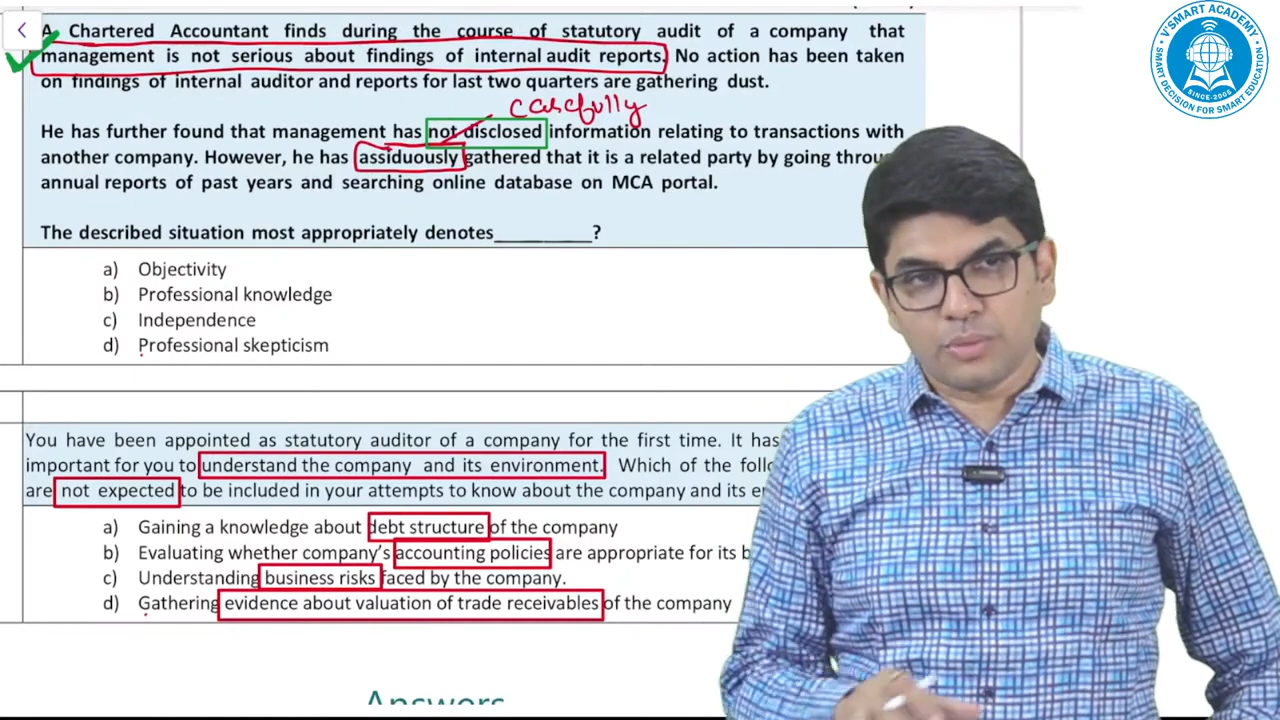 A Chartered Accountant finds during the course of statutory audit of a company that
management is not serious about findings of internal audit reports. No action has been taken
on findings of internal auditor and reports for last two quarters are gathering dust.
carefully
He has further found that management has not disclosed information relating to transactions with
another company. However, he has assiduously gathered that it is a related party by going
annual reports of past years and searching online database on MCA portal.
The described situation most appropriately denotes__________?
a) Objectivity
b) Professional knowledge
c) Independence
d) Professional skepticism
You have been appointed as statutory auditor of a company for the first time. It has
important for you to understand the company and its environment. Which of the
are not expected to be included in your attempts to know about the company and its
a) Gaining a knowledge about debt structure of the company
b) Evaluating whether company's accounting policies are appropriate for its
c) Understanding business risks faced by the company.
d) Gathering evidence about valuation of trade receivables of the company
Answers
V'SMART ACADEMY
SINCE-2005
SMART DECISION FOR SMART EDUCATION